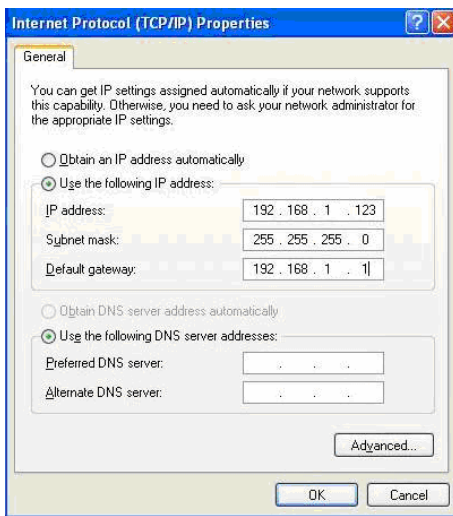 Internet Protocol (TCP/IP) Properties
General
You can get IP settings assigned automatically if your network supports
this capability. Otherwise, you need to ask your network administrator for
the appropriate IP settings.
Obtain an IP address automatically
Use the following IP address:
IP address: 192 . 168 . 1 . 123
Subnet mask: 255 . 255 . 255 . 0
Default gateway: 192 . 168 . 1 . 1
Obtain DNS server address automatically
Use the following DNS server addresses:
Preferred DNS server: . . .
Alternate DNS server: . . .
Advanced...
OK Cancel